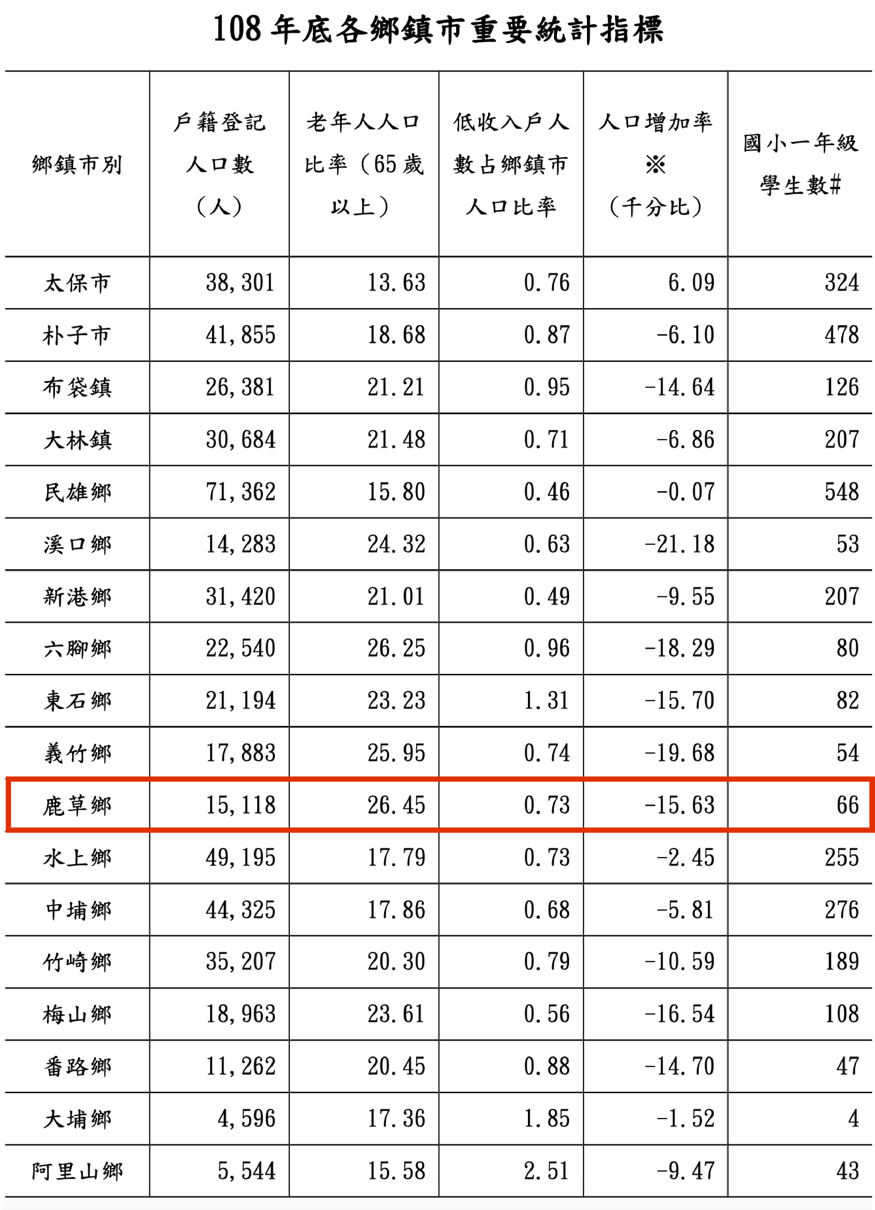 108 年底各鄉鎮市重要統計指標
鄉鎮市別 戶籍登記人口數（人） 老年人人口比率（65 歲以上） 低收入戶人數占鄉鎮市人口比率 人口增加率※（千分比） 國小一年級學生數#
太保市 38,301 13.63 0.76 6.09 324
朴子市 41,855 18.68 0.87 -6.10 478
布袋鎮 26,381 21.21 0.95 -14.64 126
大林鎮 30,684 21.48 0.71 -6.86 207
民雄鄉 71,362 15.80 0.46 -0.07 548
溪口鄉 14,283 24.32 0.63 -21.18 53
新港鄉 31,420 21.01 0.49 -9.55 207
六腳鄉 22,540 26.25 0.96 -18.29 80
東石鄉 21,194 23.23 1.31 -15.70 82
義竹鄉 17,883 25.95 0.74 -19.68 54
鹿草鄉 15,118 26.45 0.73 -15.63 66
水上鄉 49,195 17.79 0.73 -2.45 255
中埔鄉 44,325 17.86 0.68 -5.81 276
竹崎鄉 35,207 20.30 0.79 -10.59 189
梅山鄉 18,963 23.61 0.56 -16.54 108
番路鄉 11,262 20.45 0.88 -14.70 47
大埔鄉 4,596 17.36 1.85 -1.52 4
阿里山鄉 5,544 15.58 2.51 -9.47 43